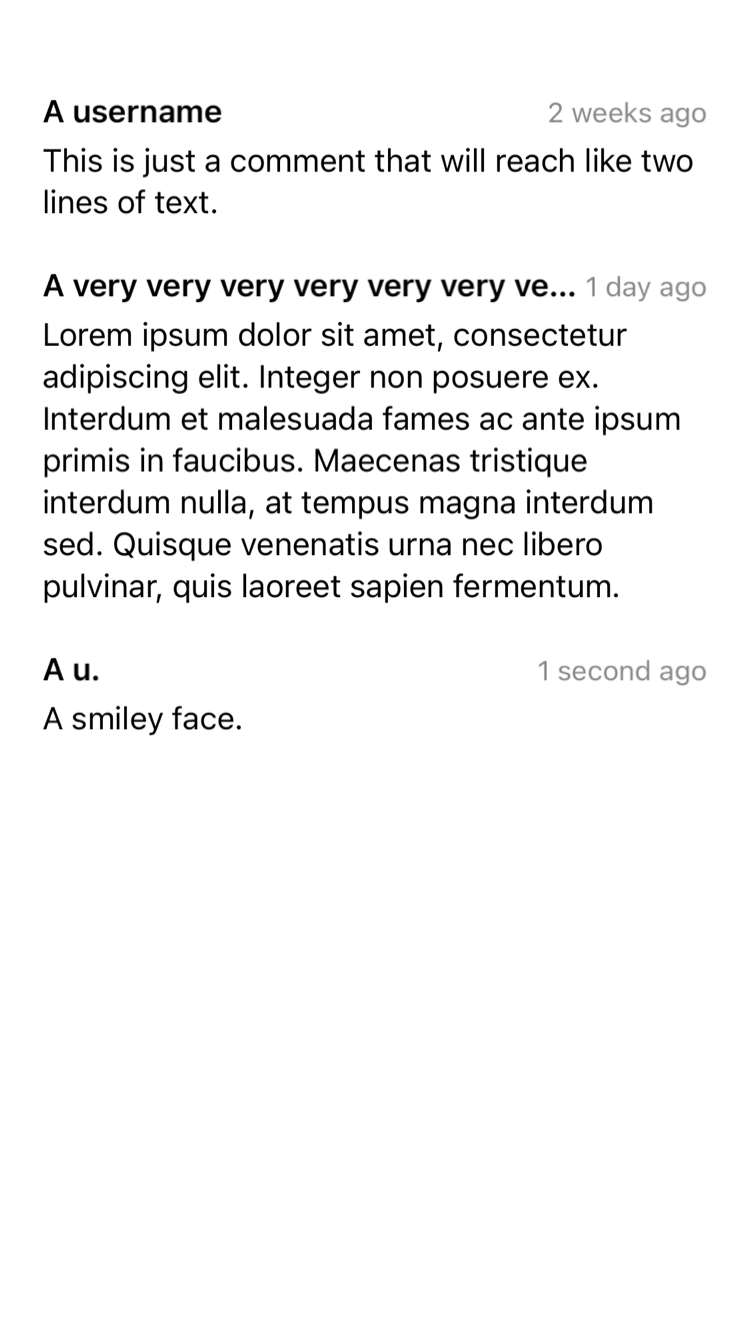 A username 2 weeks ago
This is just a comment that will reach like two
lines of text.
A very very very very very very ve... 1 day ago
Lorem ipsum dolor sit amet, consectetur
adipiscing elit. Integer non posuere ex.
Interdum et malesuada fames ac ante ipsum
primis in faucibus. Maecenas tristique
interdum nulla, at tempus magna interdum
sed. Quisque venenatis urna nec libero
pulvinar, quis laoreet sapien fermentum.
A u. 1 second ago
A smiley face.